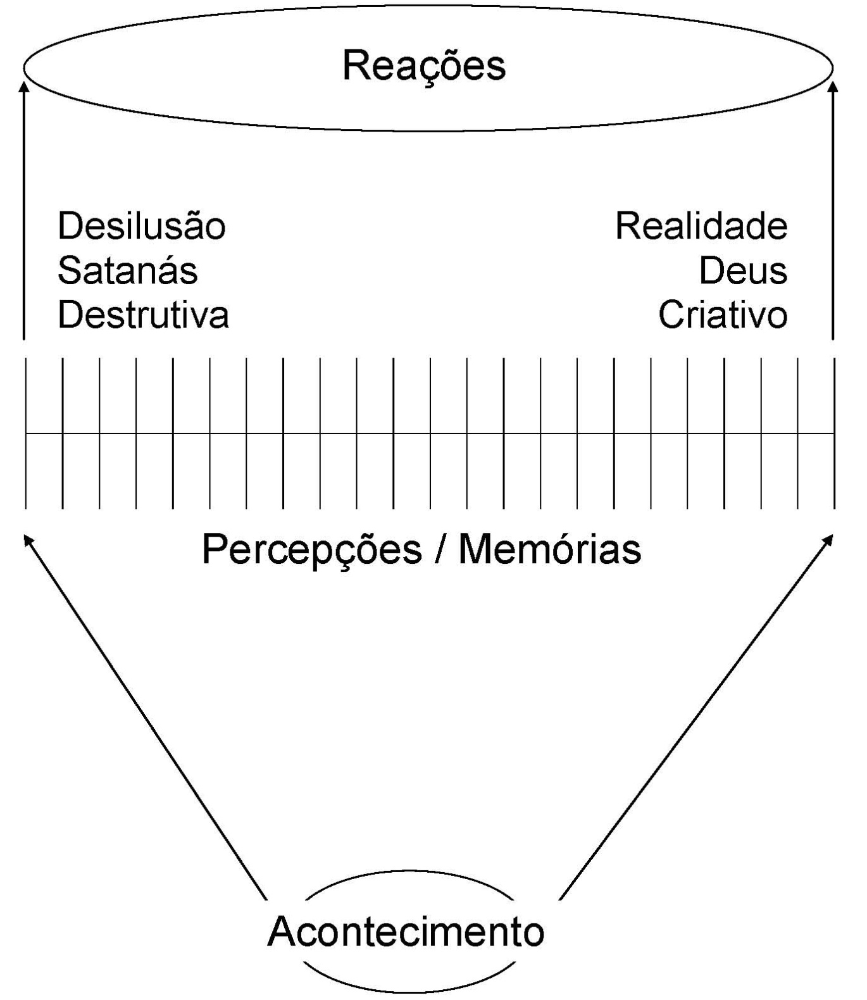 Reações
Desilusão
Satanás
Destrutiva
Realidade
Deus
Criativo
Percepções / Memórias
Acontecimento